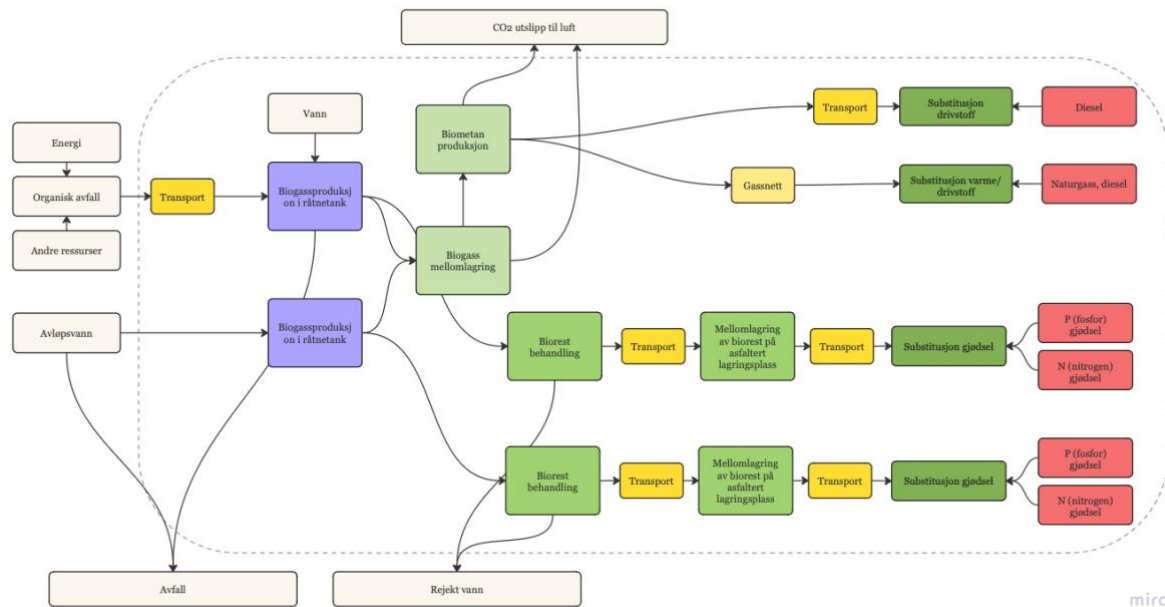 CO2 utslipp til luft
Vann
Biometan
produksjon
Transport
Substitusjon
drivstoff
Diesel
Energi
Organisk avfall
Transport
Biogassproduksj
on i råtnetank
Gassnett
Substitusjon varme/
drivstoff
Naturgass, diesel
Andre ressurser
Biogass
mellomlagring
Avløpsvann
Biogassproduksj
on i råtnetank
Biorest
behandling
Transport
Mellomlagring
av biorest på
asfaltert
lagringsplass
Transport
Substitusjon gjødsel
P (fosfor)
gjødsel
N (nitrogen)
gjødsel
Biorest
behandling
Transport
Mellomlagring
av biorest på
asfaltert
lagringsplass
Transport
Substitusjon gjødsel
P (fosfor)
gjødsel
N (nitrogen)
gjødsel
Avfall
Rejekt vann